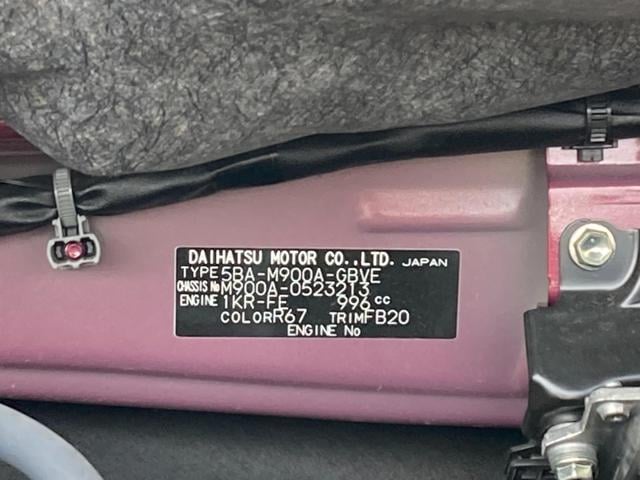 DAIHATSU MOTOR CO.,LTD. JAPAN
TYPE 5BA-M900A-GBVE
CHASSIS No M900A-0523213
ENGINE 1KR-FE 996 cc
COLOR R67 TRIM FB20
ENGINE No